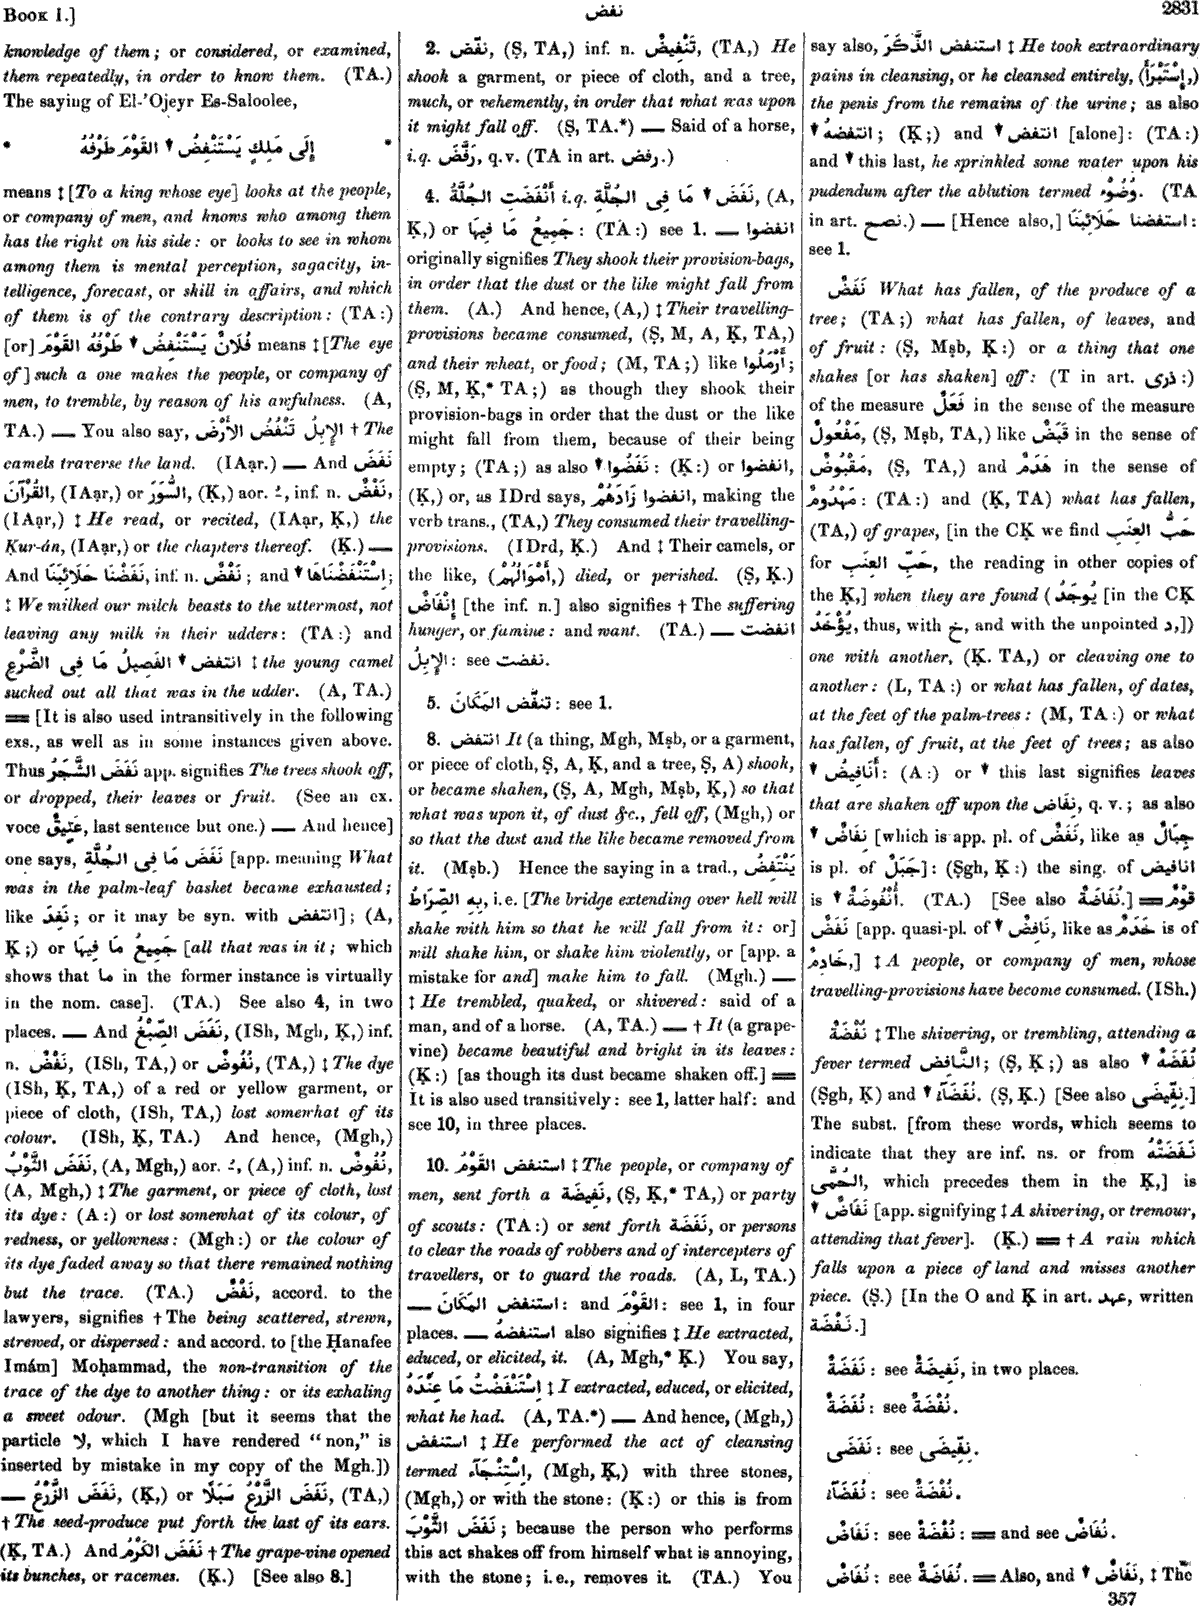 BOOK I.]
نفض
2831
knowledge of them; or considered, or examined,
them repeatedly, in order to know them. (TA.)
The saying of El-'Ojeyr Es-Saloolee,
* إِلَى مَلِكٍ يَسْتَنْفِضُ ▼ القَوْمَ طَرْفُهُ *
means ‡ [To a king whose eye] looks at the people,
or company of men, and knows who among them
has the right on his side: or looks to see in whom
among them is mental perception, sagacity, in-
telligence, forecast, or skill in affairs, and which
of them is of the contrary description: (TA:)
[or] فُلَانٌ يَسْتَنْفِضُ ▼ طَرْفُهُ القَوْمَ means ‡ [The eye
of] such a one makes the people, or company of
men, to tremble, by reason of his awfulness. (A,
TA.) — You also say, الإِبِلُ تَنْفُضُ الأَرْضَ † The
camels traverse the land. (IAar.) — And نَفَضَ
القُرْآنَ, (IAạr,) or السُّوَرَ, (Ḳ,) aor. ـُ, inf. n. نَفْضٌ,
(IAạr,) ‡ He read, or recited, (IAạr, Ḳ,) the
Ḳur-án, (IAạr,) or the chapters thereof. (Ḳ.) —
And نَفَضْنَا حَلَائِبَنَا, inf. n. نَفْضٌ; and ▼ اِسْتَنْفَضْنَاهَا;
‡ We milked our milch beasts to the uttermost, not
leaving any milk in their udders: (TA:) and
انتفض ▼ الفَصِيلُ مَا فِى الضَّرْعِ ‡ the young camel
sucked out all that was in the udder. (A, TA.)
== [It is also used intransitively in the following
exs., as well as in some instances given above.
Thus نَفَضَ الشَّجَرُ app. signifies The trees shook off,
or dropped, their leaves or fruit. (See an ex.
voce عَتِيقٌ, last sentence but one.) — And hence]
one says, نَفَضَ مَا فِى الجُلَّةِ [app. meaning What
was in the palm-leaf basket became exhausted;
like نَفِدَ; or it may be syn. with انتفض]; (A,
Ḳ;) or جَمِيعُ مَا فِيهَا [all that was in it; which
shows that ما in the former instance is virtually
in the nom. case]. (TA.) See also 4, in two
places. — And نَفَضَ الصِّبْغُ, (ISh, Mgh, Ḳ,) inf.
n. نَفْضٌ, (ISh, TA,) or نُفُوضٌ, (TA,) ‡ The dye
(ISh, Ḳ, TA,) of a red or yellow garment, or
piece of cloth, (ISh, TA,) lost somewhat of its
colour. (ISh, Ḳ, TA.) And hence, (Mgh,)
نَفَضَ الثَّوْبُ, (A, Mgh,) aor. ـُ, (A,) inf. n. نُفُوضٌ,
(A, Mgh,) ‡ The garment, or piece of cloth, lost
its dye: (A:) or lost somewhat of its colour, of
redness, or yellowness: (Mgh:) or the colour of
its dye faded away so that there remained nothing
but the trace. (TA.) نَفْضٌ, accord. to the
lawyers, signifies † The being scattered, strewn,
strewed, or dispersed: and accord. to [the Ḥanafee
Imám] Moḥammad, the non-transition of the
trace of the dye to another thing: or its exhaling
a sweet odour. (Mgh [but it seems that the
particle لا, which I have rendered "non," is
inserted by mistake in my copy of the Mgh.])
— نَفَضَ الزَّرْعُ, (Ḳ,) or نَفَضَ الزَّرْعُ سَبَلًا, (TA,)
† The seed-produce put forth the last of its ears.
(Ḳ, TA.) And نَفَضَ الكَرْمُ † The grape-vine opened
its bunches, or racemes. (Ḳ.) [See also 8.]
2. نفّض, (Ṣ, TA,) inf. n. تَنْفِيضٌ, (TA,) He
shook a garment, or piece of cloth, and a tree,
much, or vehemently, in order that what was upon
it might fall off. (Ṣ, TA.*) — Said of a horse,
i.q. رَفَّضَ, q.v. (TA in art. رفض.)
4. أَنْفَضَتِ الجُلَّةُ i.q. نَفَضَ ▼ مَا فِى الجُلَّةِ, (A,
Ḳ,) or جَمِيعُ مَا فِيهَا: (TA:) see 1. — انفضوا
originally signifies They shook their provision-bags,
in order that the dust or the like might fall from
them. (A.) And hence, (A,) ‡ Their travelling-
provisions became consumed, (Ṣ, M, A, Ḳ, TA,)
and their wheat, or food; (M, TA;) like أَرْمَلُوا;
(Ṣ, M, Ḳ,* TA;) as though they shook their
provision-bags in order that the dust or the like
might fall from them, because of their being
empty; (TA;) as also ▼ نَفَضُوا: (Ḳ:) or انفضوا,
(Ḳ,) or, as IDrd says, انفضوا زَادَهُمْ, making the
verb trans., (TA,) They consumed their travelling-
provisions. (IDrd, Ḳ.) And ‡ Their camels, or
the like, (أَمْوَالُهُمْ,) died, or perished. (Ṣ, Ḳ.)
إِنْفَاضٌ [the inf. n.] also signifies † The suffering
hunger, or famine: and want. (TA.) — انفضت
الإِبِلُ: see نفضت.
5. تنفّض المَكَانَ: see 1.
8. انتفض It (a thing, Mgh, Mṣb, or a garment,
or piece of cloth, Ṣ, A, Ḳ, and a tree, Ṣ, A) shook,
or became shaken, (Ṣ, A, Mgh, Mṣb, Ḳ,) so that
what was upon it, of dust &c., fell off, (Mgh,) or
so that the dust and the like became removed from
it. (Mṣb.) Hence the saying in a trad., يَنْتَفِضُ
بِهِ الصِّرَاطُ, i.e. [The bridge extending over hell will
shake with him so that he will fall from it: or]
will shake him, or shake him violently, or [app. a
mistake for and] make him to fall. (Mgh.) —
‡ He trembled, quaked, or shivered: said of a
man, and of a horse. (A, TA.) — † It (a grape-
vine) became beautiful and bright in its leaves:
(Ḳ:) [as though its dust became shaken off.] ==
It is also used transitively: see 1, latter half: and
see 10, in three places.
10. استنفض القَوْمُ ‡ The people, or company of
men, sent forth a نَفِيضَة, (Ṣ, Ḳ,* TA,) or party
of scouts: (TA:) or sent forth نَفَضَة, or persons
to clear the roads of robbers and of intercepters of
travellers, or to guard the roads. (A, L, TA.)
— استنفض المَكَانَ: and القَوْمَ: see 1, in four
places. — استنفضهُ also signifies ‡ He extracted,
educed, or elicited, it. (A, Mgh,* Ḳ.) You say,
اِسْتَنْفَضْتُ مَا عِنْدَهُ ‡ I extracted, educed, or elicited,
what he had. (A, TA.*) — And hence, (Mgh,)
استنفض ‡ He performed the act of cleansing
termed اِسْتِنْجَآء, (Mgh, Ḳ,) with three stones,
(Mgh,) or with the stone: (Ḳ:) or this is from
نَفَضَ الثَّوْبَ; because the person who performs
this act shakes off from himself what is annoying,
with the stone; i.e., removes it. (TA.) You
say also, استنفض الذَّكَرَ ‡ He took extraordinary
pains in cleansing, or he cleansed entirely, (اِسْتَبْرَأَ,)
the penis from the remains of the urine; as also
▼ انتفضهُ; (Ḳ;) and ▼ انتفض [alone]: (TA:)
and ▼ this last, he sprinkled some water upon his
pudendum after the ablution termed وُضُوْء. (TA
in art. نصح.) — [Hence also,] استنفضنا حَلَائِبَنَا:
see 1.
نَفَضٌ What has fallen, of the produce of a
tree; (TA;) what has fallen, of leaves, and
of fruit: (Ṣ, Mṣb, Ḳ:) or a thing that one
shakes [or has shaken] off: (T in art. ذرى:)
of the measure فَعَلٌ in the sense of the measure
مَفْعُولٌ, (Ṣ, Mṣb, TA,) like قَبَضٌ in the sense of
مَقْبُوضٌ, (Ṣ, TA,) and هَدَمٌ in the sense of
مَهْدُومٌ: (TA:) and (Ḳ, TA) what has fallen,
(TA,) of grapes, [in the CḲ we find حَبُّ العِنَبِ
for حَبِّ العِنَبِ, the reading in other copies of
the Ḳ,] when they are found (يُوجَدُ [in the CḲ
يُؤْخَدُ, thus, with خ, and with the unpointed د,])
one with another, (Ḳ. TA,) or cleaving one to
another: (L, TA:) or what has fallen, of dates,
at the feet of the palm-trees: (M, TA:) or what
has fallen, of fruit, at the feet of trees; as also
▼ أَنَافِيضُ: (A:) or ▼ this last signifies leaves
that are shaken off upon the نِفَاض, q. v.; as also
▼ نِفَاضٌ [which is app. pl. of نَفَضٌ, like as جِبَالٌ
is pl. of جَبَلٌ]: (Ṣgh, Ḳ:) the sing. of انافيض
is ▼ أُنْفُوضَةٌ. (TA.) [See also نُفَاضَةٌ.] == قَوْمٌ
نَفَضٌ [app. quasi-pl. of ▼ نَافِضٌ, like as خَدَمٌ is of
خَادِمٌ,] ‡ A people, or company of men, whose
travelling-provisions have become consumed. (ISh.)
نُفْضَةٌ ‡ The shivering, or trembling, attending a
fever termed النَّافِض; (Ṣ, Ḳ;) as also ▼ نُفَضَةٌ
(Ṣgh, Ḳ) and ▼ نُفَضَآءُ. (Ṣ, Ḳ.) [See also نِفِّيضَى.]
The subst. [from these words, which seems to
indicate that they are inf. ns. or from نَفَضَتْهُ
الحُمَّى, which precedes them in the Ḳ,] is
▼ نَفَاضٌ [app. signifying ‡ A shivering, or tremour,
attending that fever]. (Ḳ.) == † A rain which
falls upon a piece of land and misses another
piece. (Ṣ.) [In the O and Ḳ in art. عهد, written
نَفَضَة.]
نَفَضَةٌ: see نَفِيضَةٌ, in two places.
نُفَضَةٌ: see نُفْضَةٌ.
نِفِضَى: see نِفِّيضَى.
نُفَضَآءُ: see نُفْضَةٌ.
نَفَاضٌ: see نُفْضَةٌ: == and see نُفَاضٌ.
نُفَاضٌ: see نُفَاضَةٌ. == Also, and ▼ نَفَاضٌ, ‡ The
357